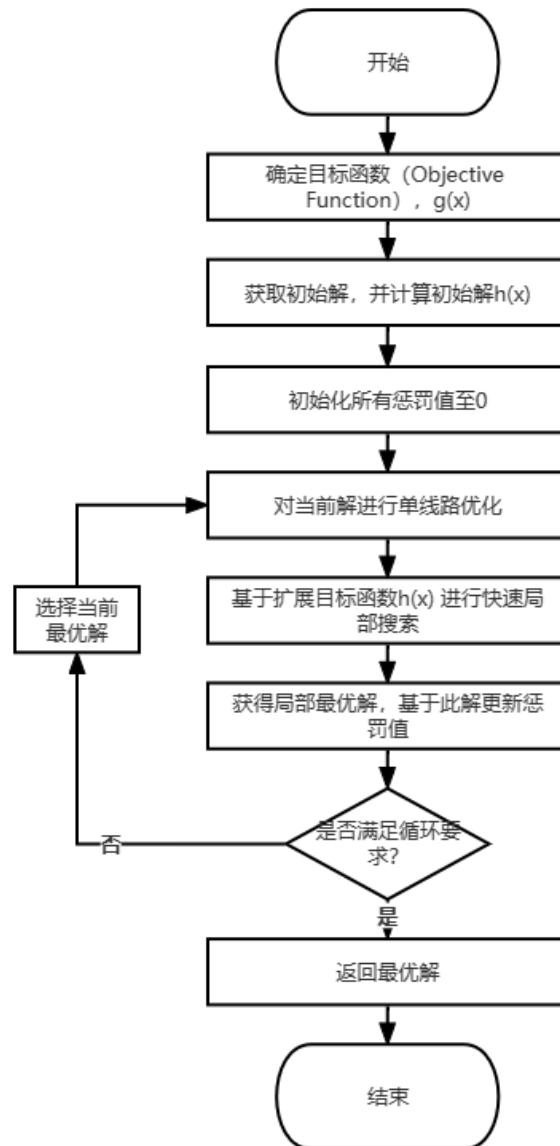 开始
确定目标函数（Objective
Function），g(x)
获取初始解，并计算初始解h(x)
初始化所有惩罚值至0
对当前解进行单线路优化
选择当前
最优解
基于扩展目标函数h(x) 进行快速局
部搜索
获得局部最优解，基于此解更新惩
罚值
是否满足循环要
求?
否
是
返回最优解
结束